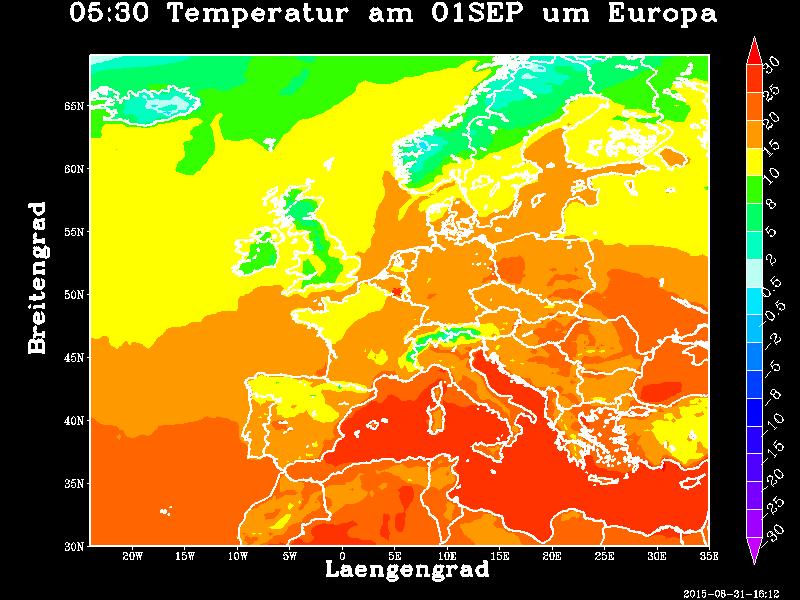 05:30 Temperatur am 01SEP um Europa
65N
60N
55N
50N
45N
40N
35N
30N
Breitengrad
20W 15W 10W 5W 0 5E 10E 15E 20E 25E 30E 35E
Laengengrad
30
25
20
15
10
8
5
2
0.5
-0.5
-2
-5
-8
-10
-15
-20
-25
-30
2015-08-31-16:12